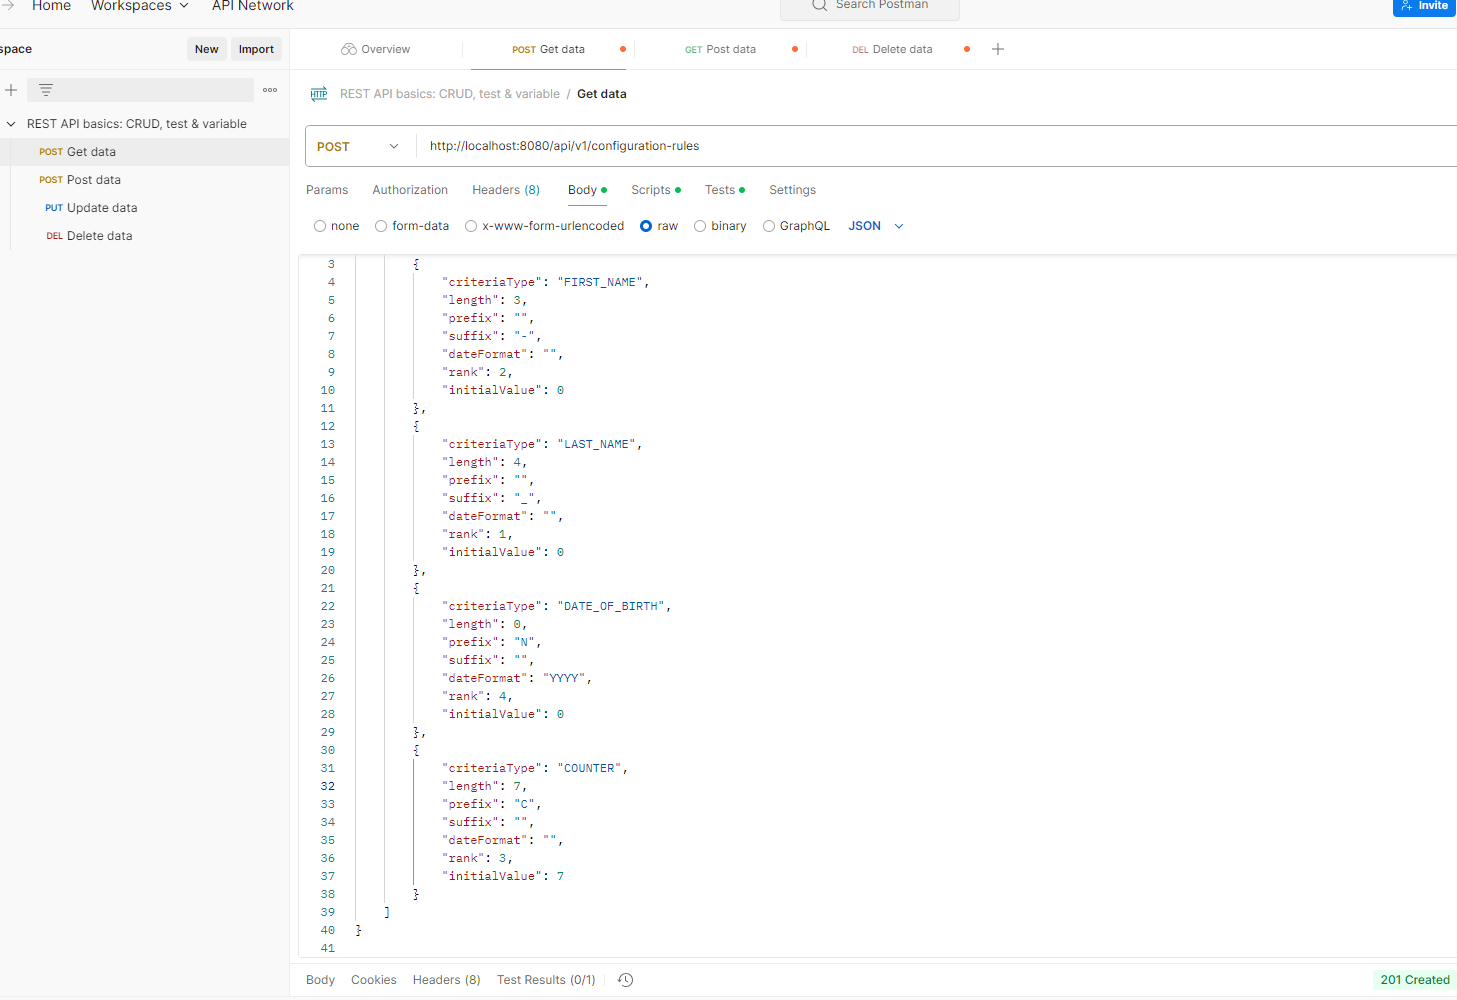 Home Workspaces API Network Search Postman Invite
space New Import Overview POST Get data GET Post data DEL Delete data
HTTP REST API basics: CRUD, test & variable / Get data
REST API basics: CRUD, test & variable
POST Get data
POST Post data
PUT Update data
DEL Delete data
POST http://localhost:8080/api/v1/configuration-rules
Params Authorization Headers (8) Body Scripts Tests Settings
none form-data x-www-form-urlencoded raw binary GraphQL JSON
3 {
4 "criteriaType": "FIRST_NAME",
5 "length": 3,
6 "prefix": "",
7 "suffix": "-",
8 "dateFormat": "",
9 "rank": 2,
10 "initialValue": 0
11 },
12 {
13 "criteriaType": "LAST_NAME",
14 "length": 4,
15 "prefix": "",
16 "suffix": "_",
17 "dateFormat": "",
18 "rank": 1,
19 "initialValue": 0
20 },
21 {
22 "criteriaType": "DATE_OF_BIRTH",
23 "length": 0,
24 "prefix": "N",
25 "suffix": "",
26 "dateFormat": "YYYY",
27 "rank": 4,
28 "initialValue": 0
29 },
30 {
31 "criteriaType": "COUNTER",
32 "length": 7,
33 "prefix": "C",
34 "suffix": "",
35 "dateFormat": "",
36 "rank": 3,
37 "initialValue": 7
38 }
39 ]
40 }
41
Body Cookies Headers (8) Test Results (0/1) 201 Created